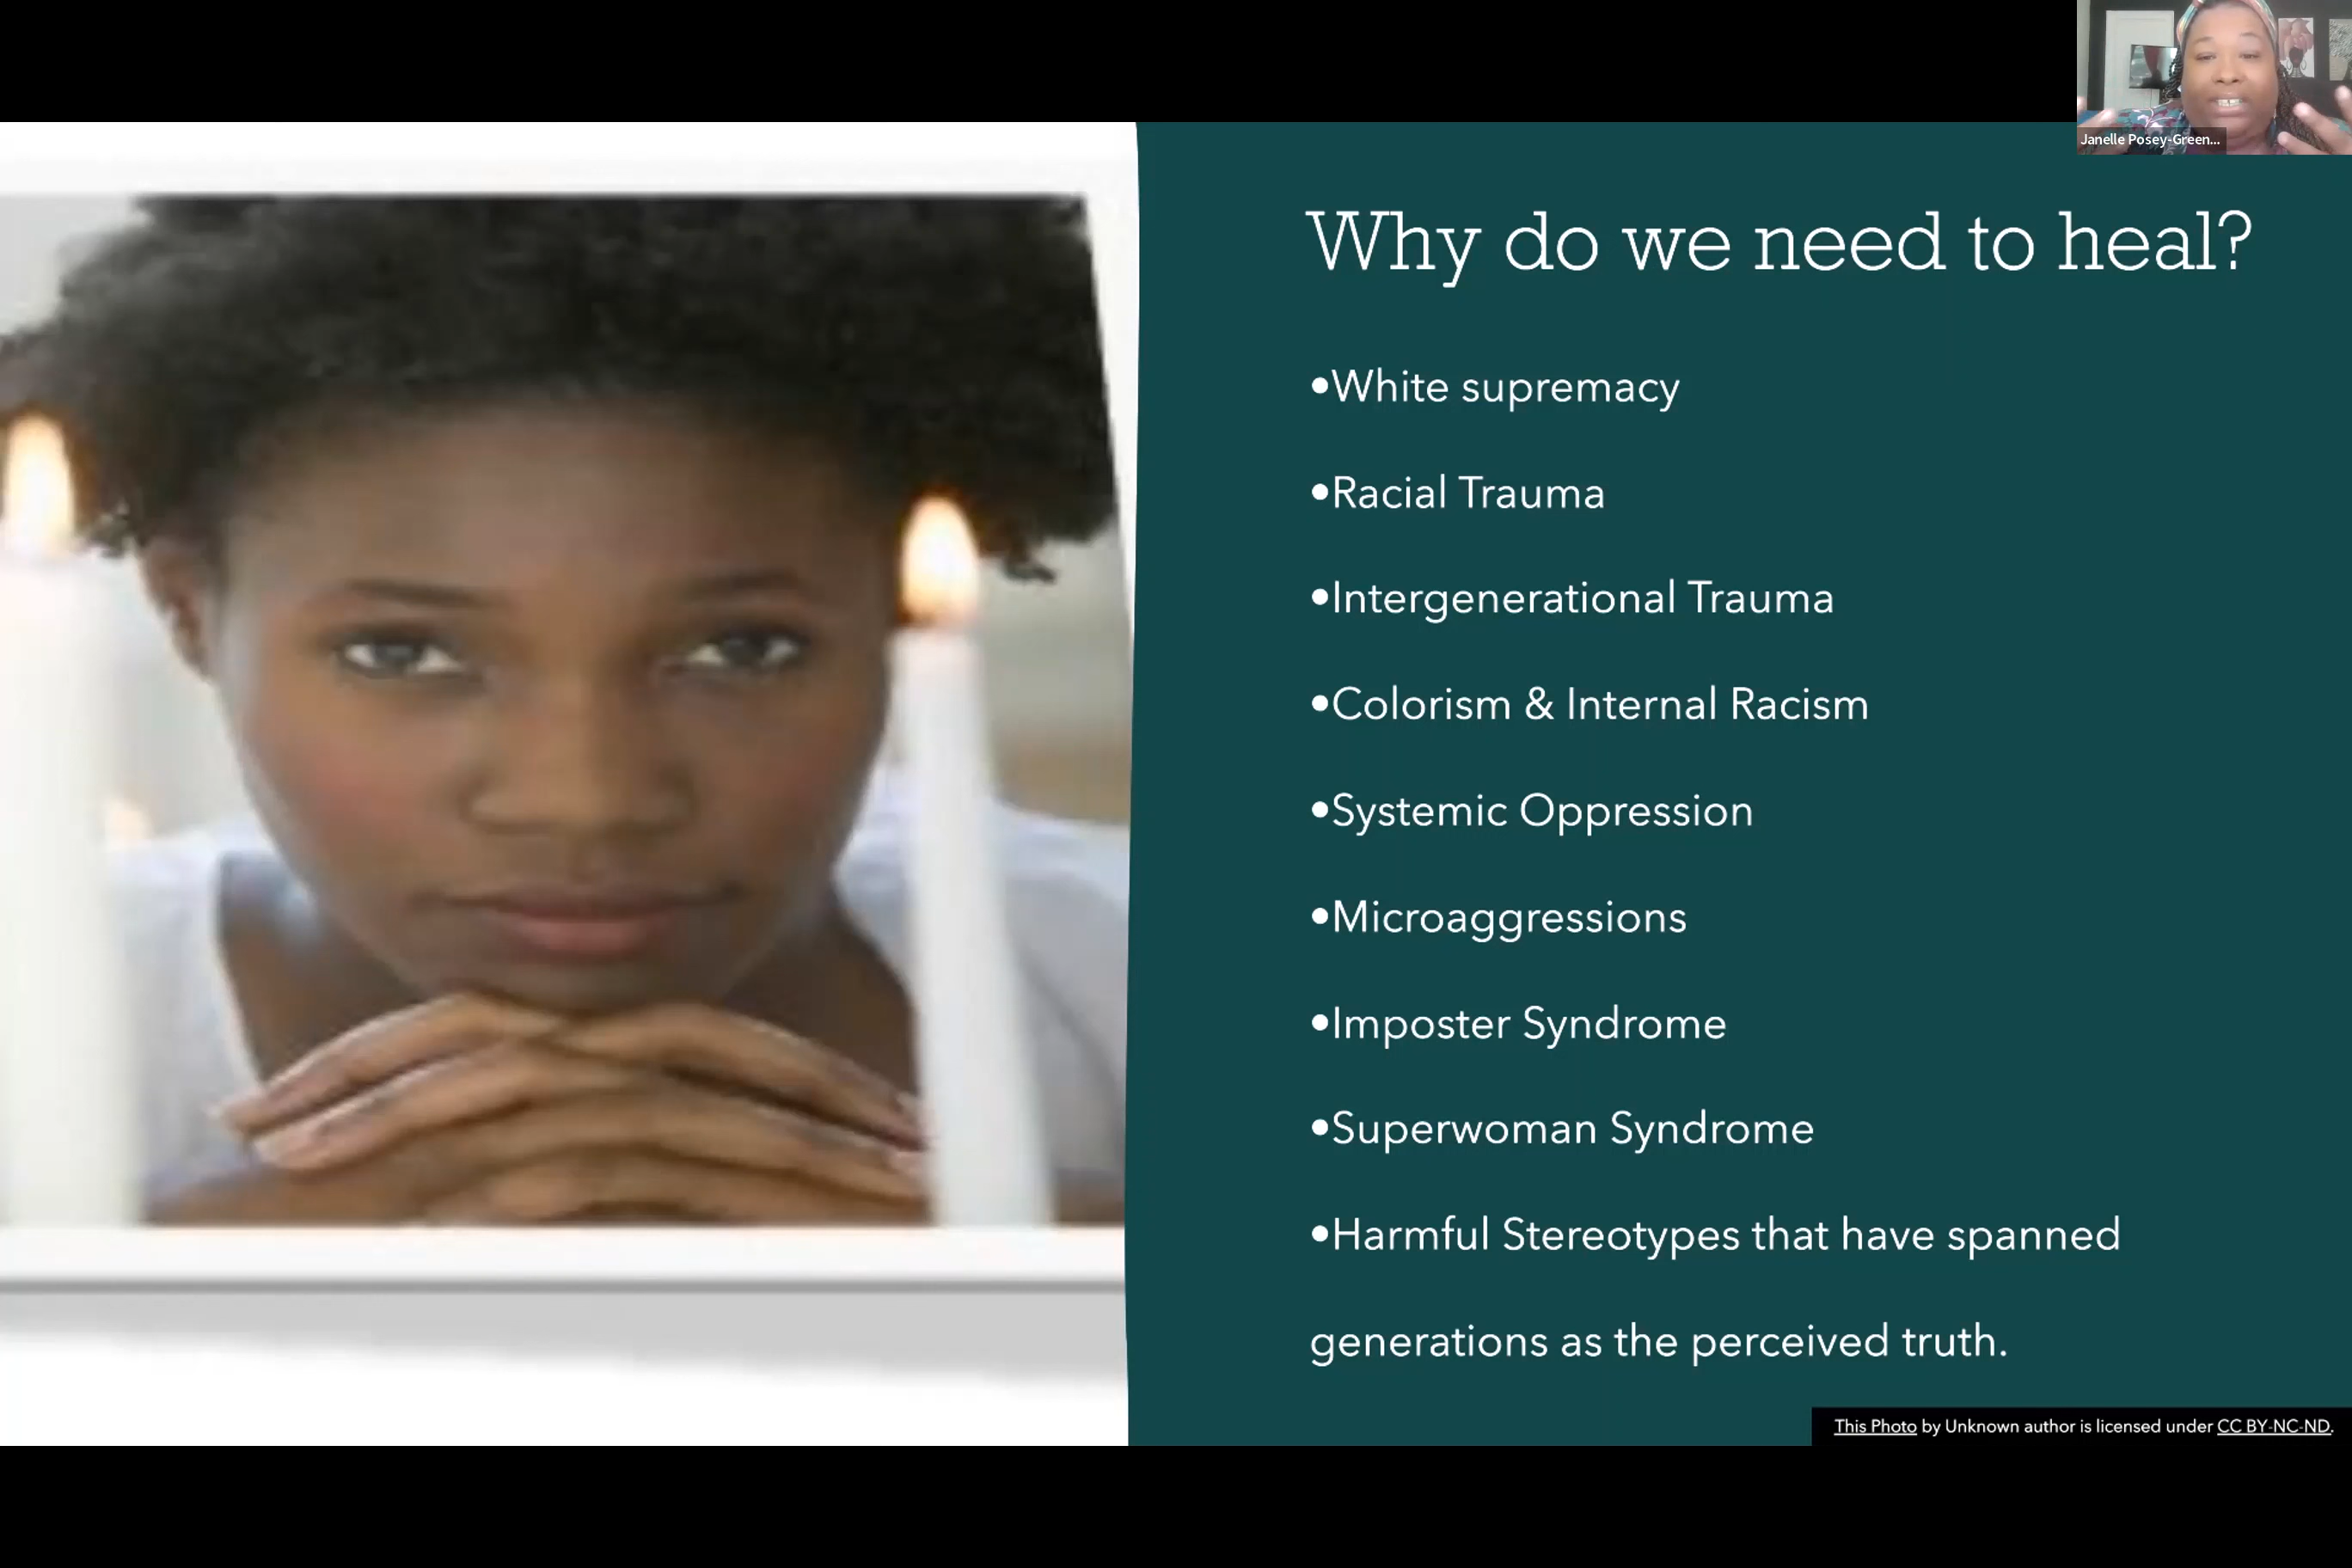 Janelle Posey-Green...
Why do we need to heal?
•White supremacy
•Racial Trauma
•Intergenerational Trauma
•Colorism & Internal Racism
•Systemic Oppression
•Microaggressions
•Imposter Syndrome
•Superwoman Syndrome
•Harmful Stereotypes that have spanned
generations as the perceived truth.
This Photo by Unknown author is licensed under CC BY-NC-ND.